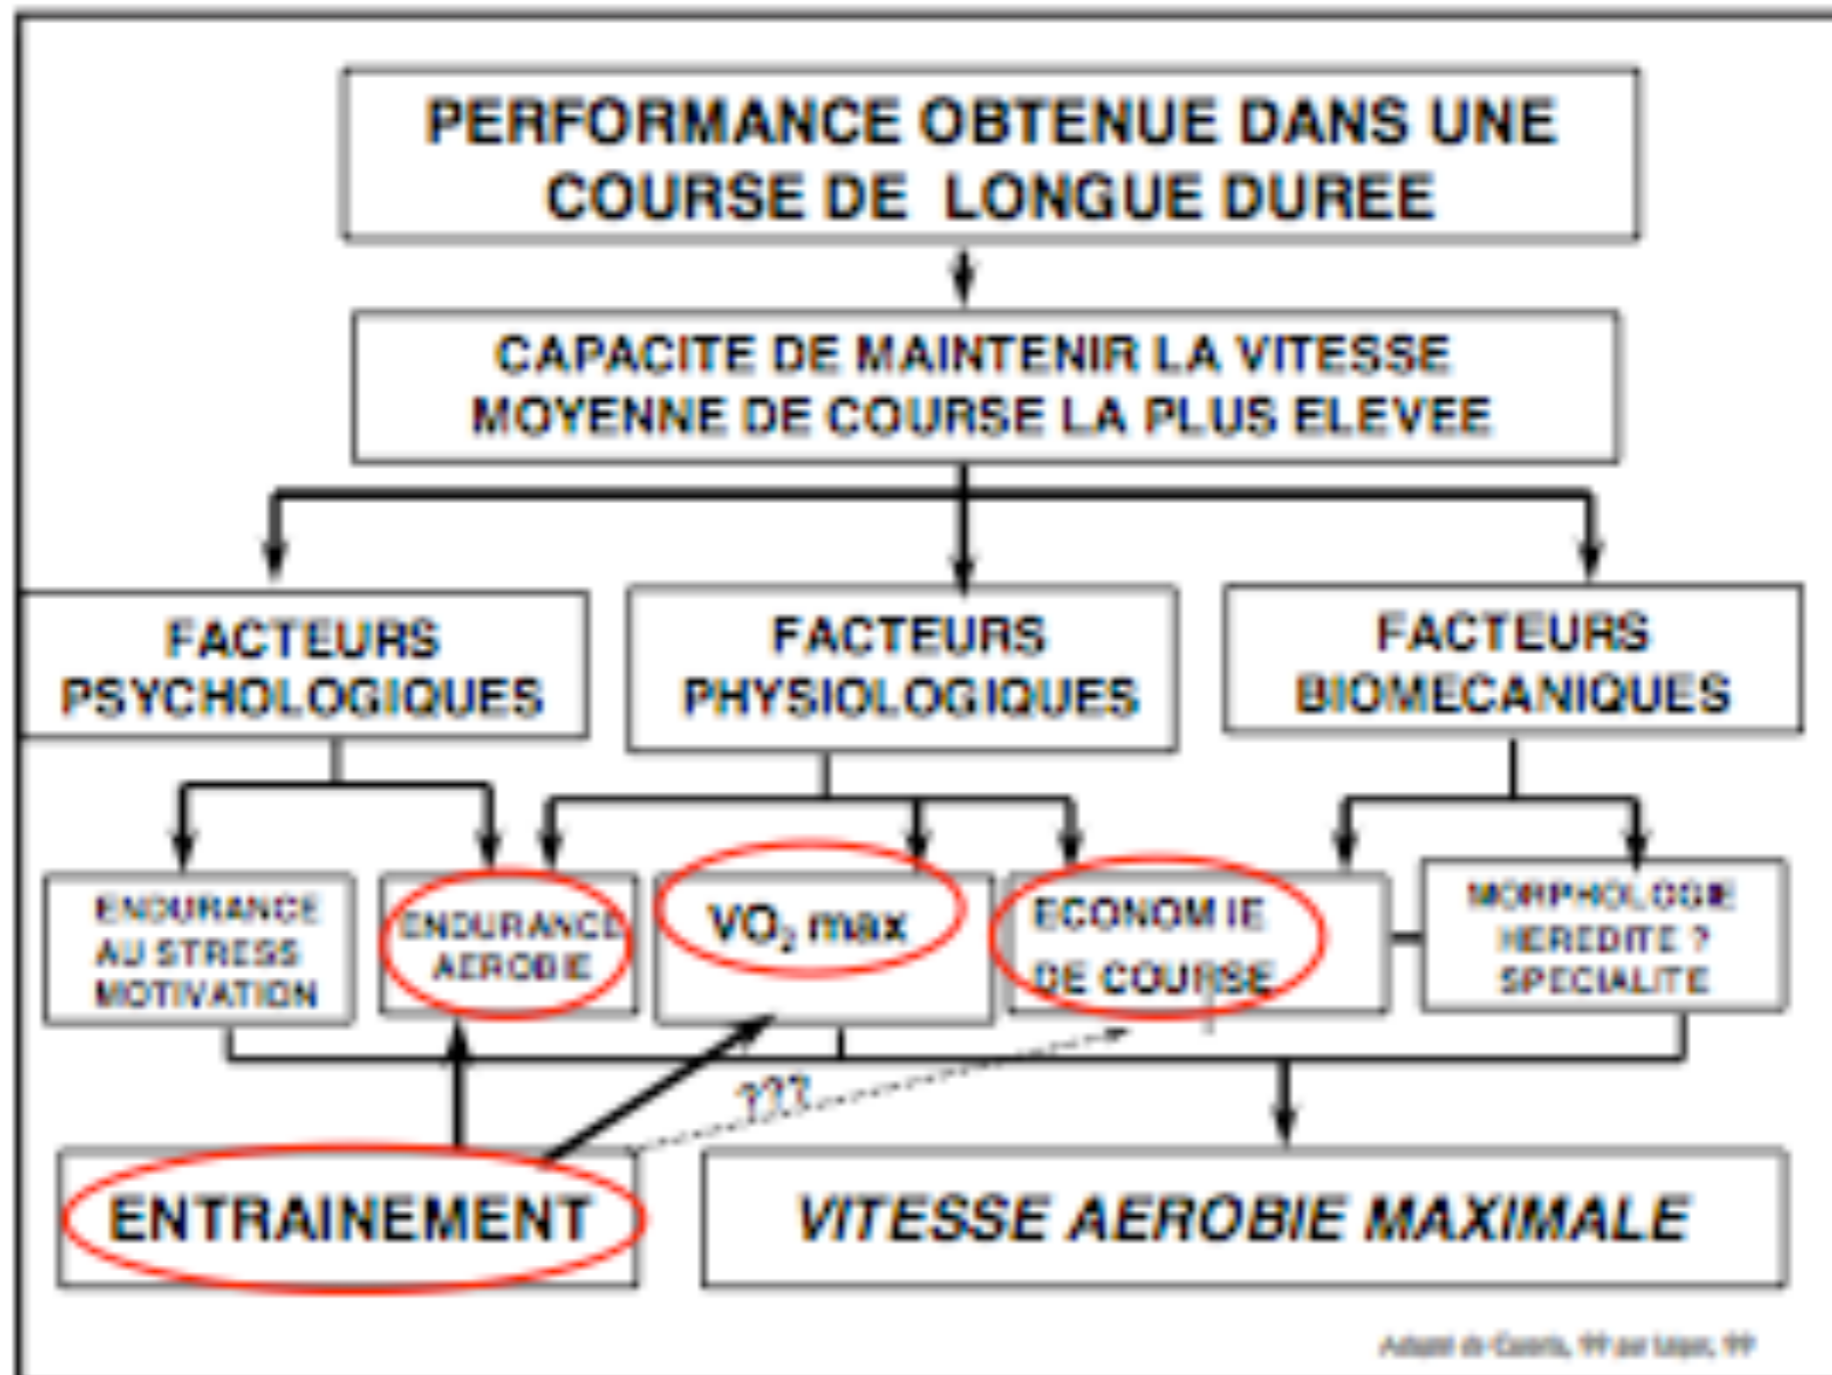 PERFORMANCE OBTENUE DANS UNE
COURSE DE LONGUE DUREE
CAPACITE DE MAINTENIR LA VITESSE
MOYENNE DE COURSE LA PLUS ELEVEE
FACTEURS
PSYCHOLOGIQUES
FACTEURS
PHYSIOLOGIQUES
FACTEURS
BIOMECANIQUES
ENDURANCE
AU STRESS
MOTIVATION
ENDURANCE
AEROBIE
VO₂ max
ECONOMIE
DE COURSE
MORPHOLOGIE
HEREDITE ?
SPECIALITE
???
ENTRAINEMENT
VITESSE AEROBIE MAXIMALE
Adapté de